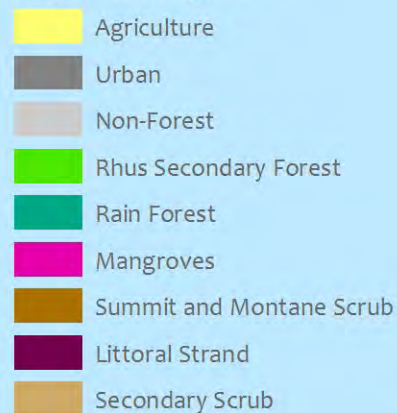 Agriculture
Urban
Non-Forest
Rhus Secondary Forest
Rain Forest
Mangroves
Summit and Montane Scrub
Littoral Strand
Secondary Scrub